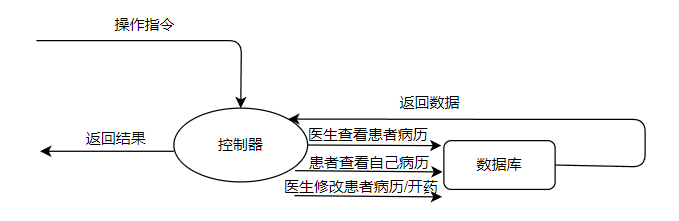 操作指令
返回数据
医生查看患者病历
返回结果
控制器
患者查看自己病历
数据库
医生修改患者病历/开药